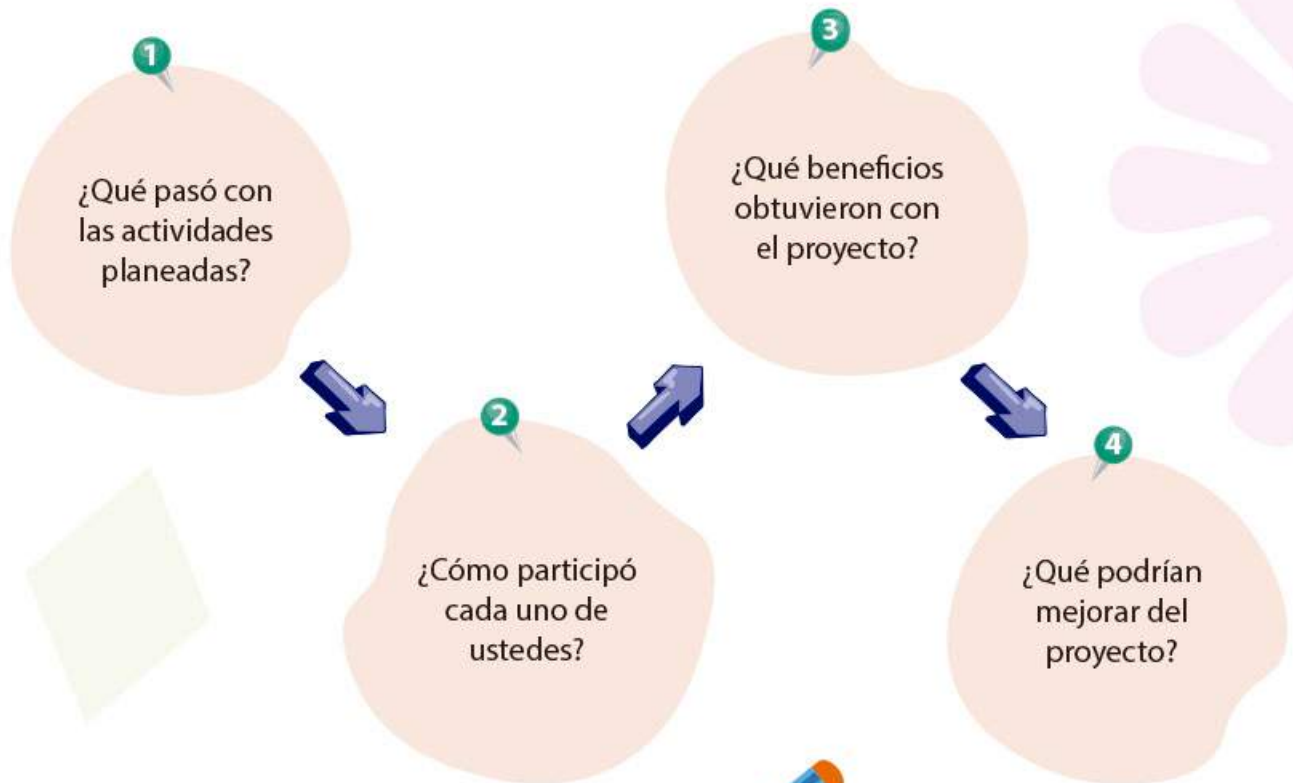 1
¿Qué pasó con
las actividades
planeadas?
2
¿Cómo participó
cada uno de
ustedes?
3
¿Qué beneficios
obtuvieron con
el proyecto?
4
¿Qué podrían
mejorar del
proyecto?